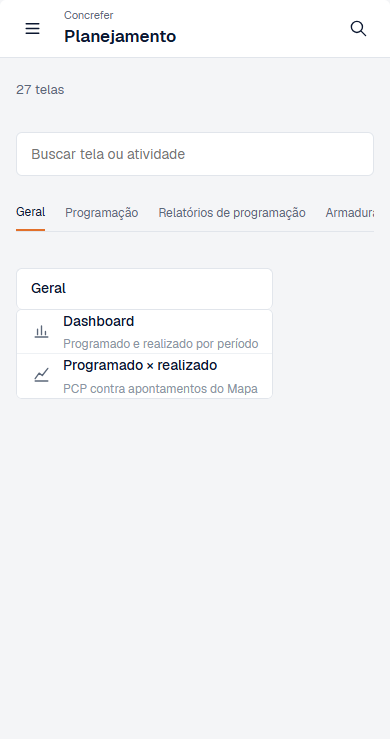 Concrefer
Planejamento
27 telas
Buscar tela ou atividade
Geral Programação Relatórios de programação
Geral
Dashboard
Programado e realizado por período
Programado × realizado
PCP contra apontamentos do Mapa